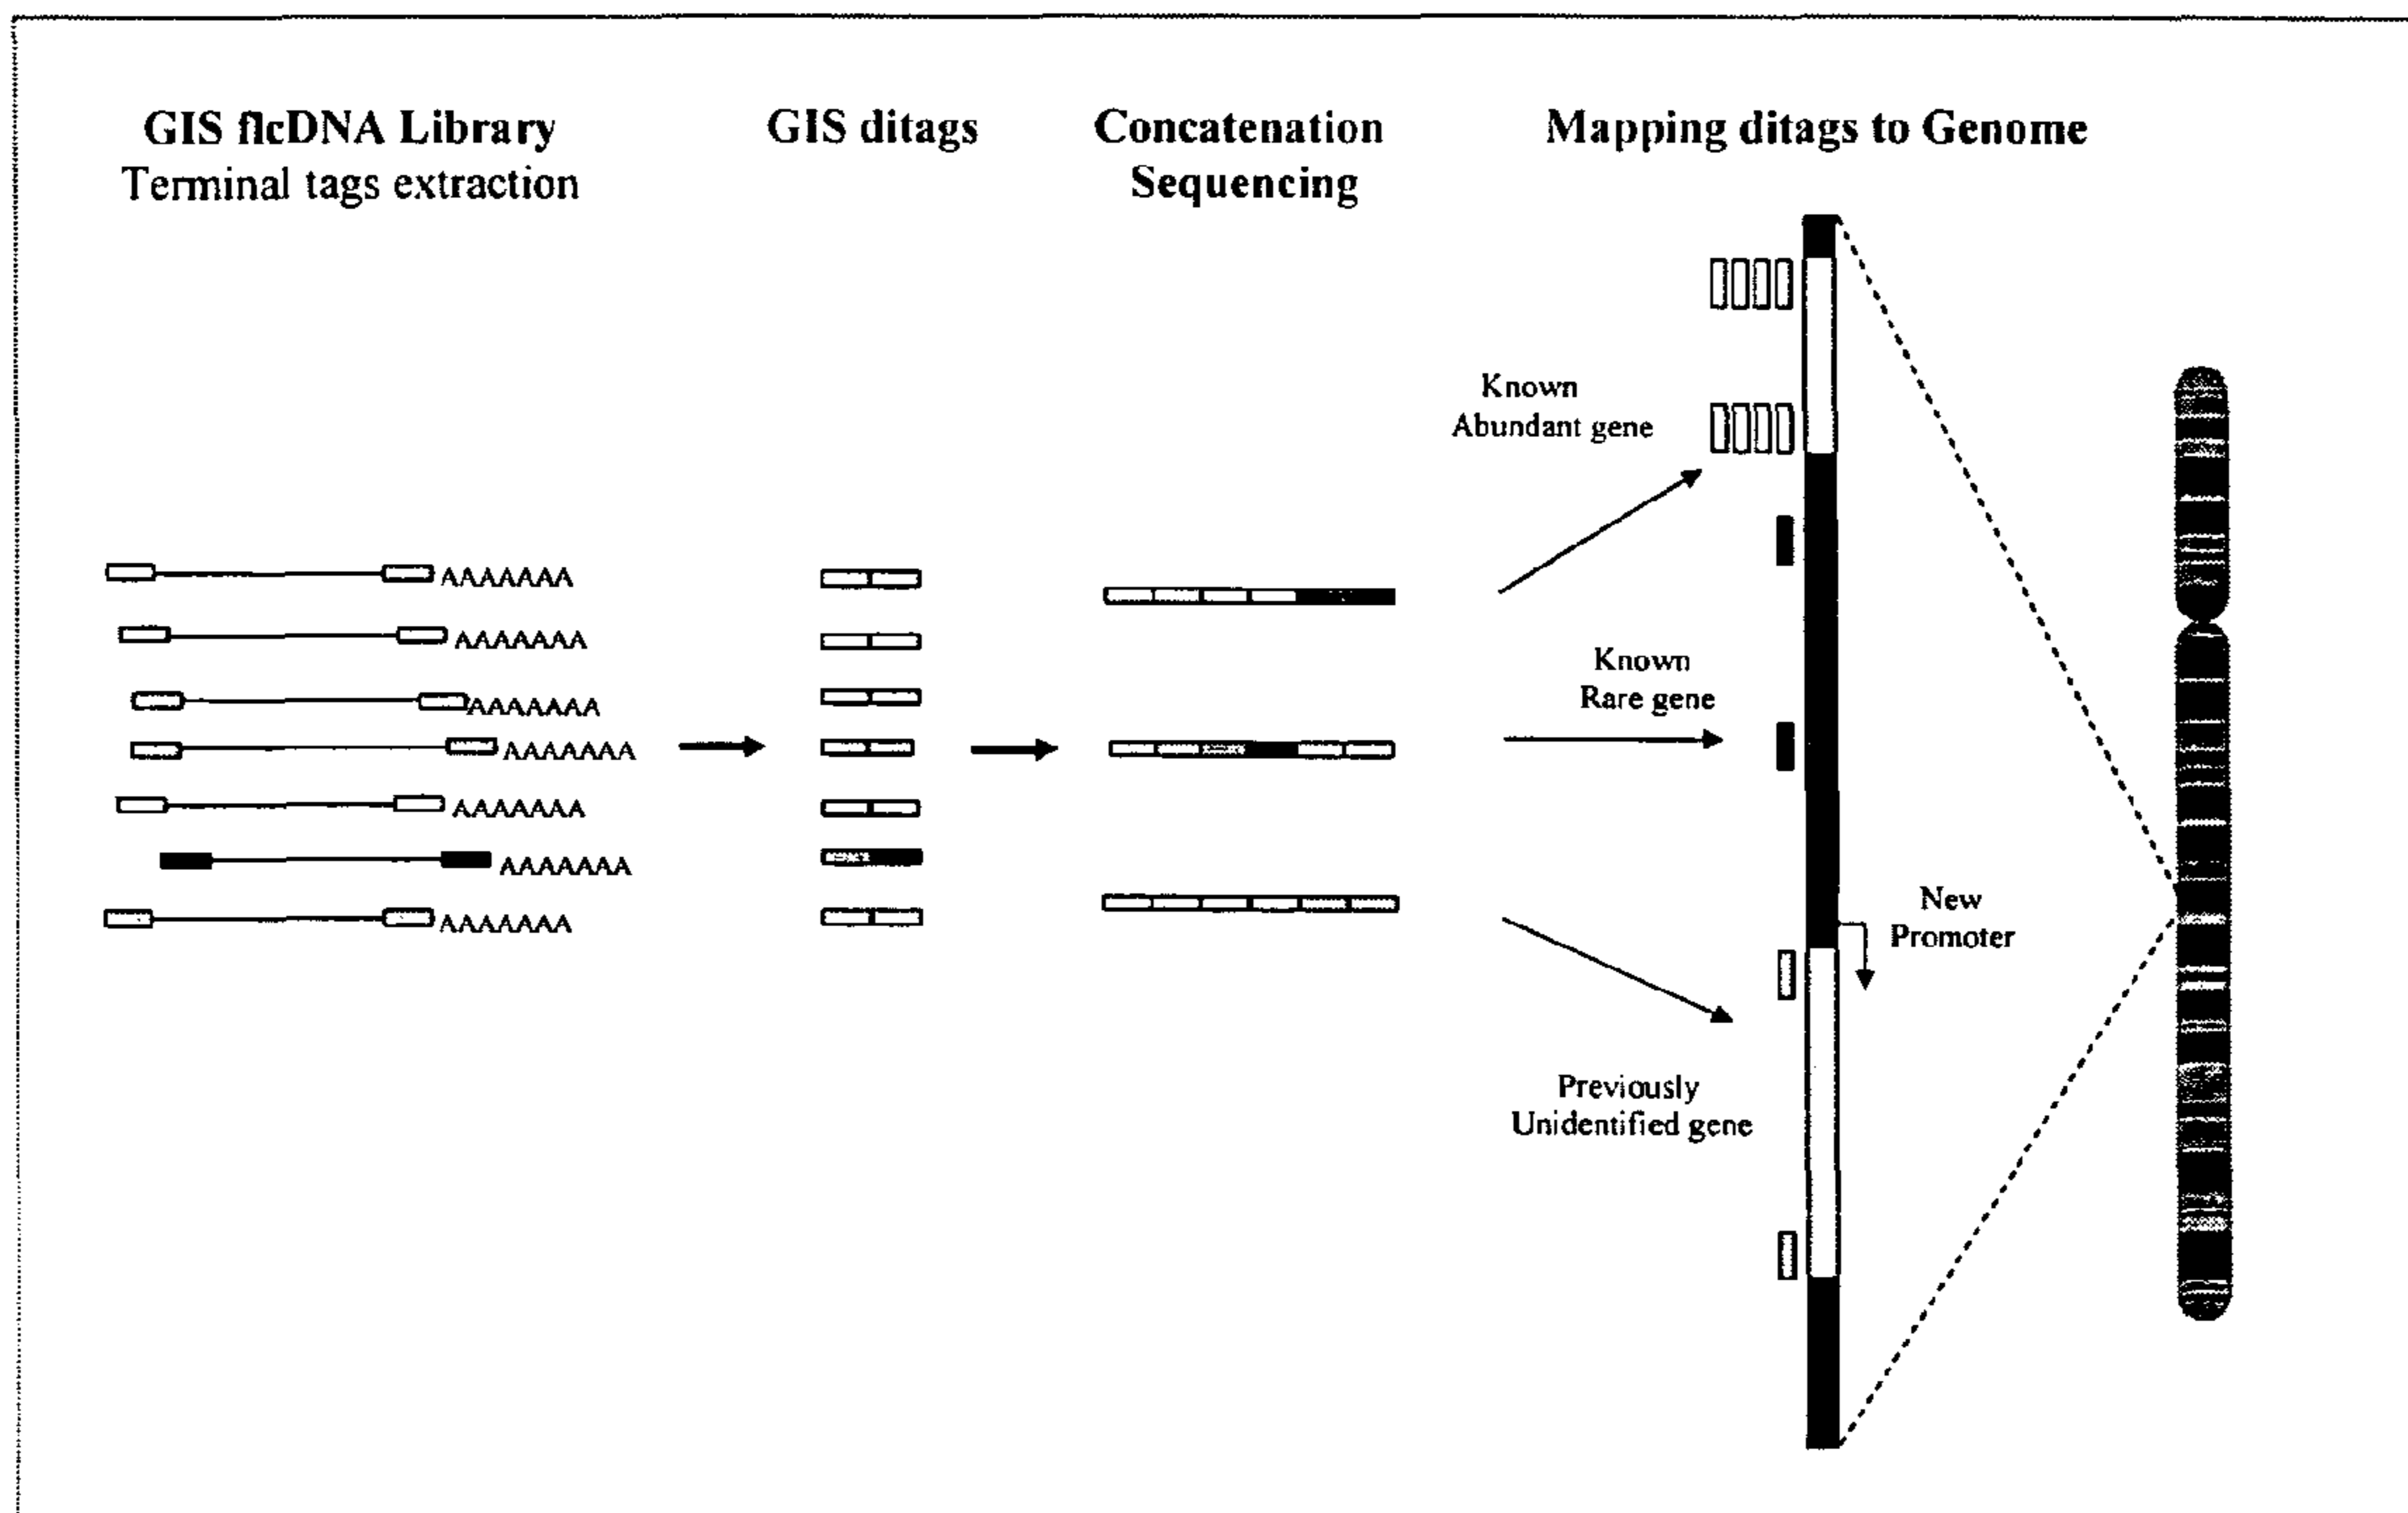 GIS flcDNA Library
Terminal tags extraction
GIS ditags
Concatenation
Sequencing
Mapping ditags to Genome
Known
Abundant gene
Known
Rare gene
New
Promoter
Previously
Unidentified gene
AAAAAAA
AAAAAAA
AAAAAAA
AAAAAAA
AAAAAAA
AAAAAAA
AAAAAAA